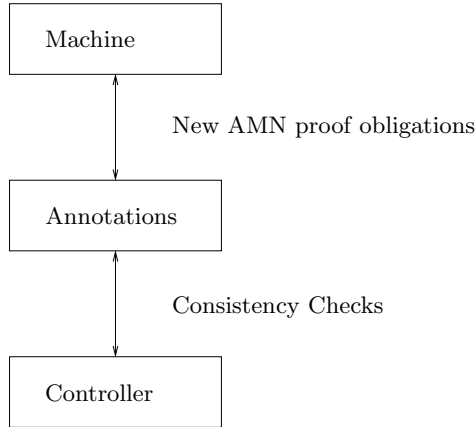 Machine
New AMN proof obligations
Annotations
Consistency Checks
Controller